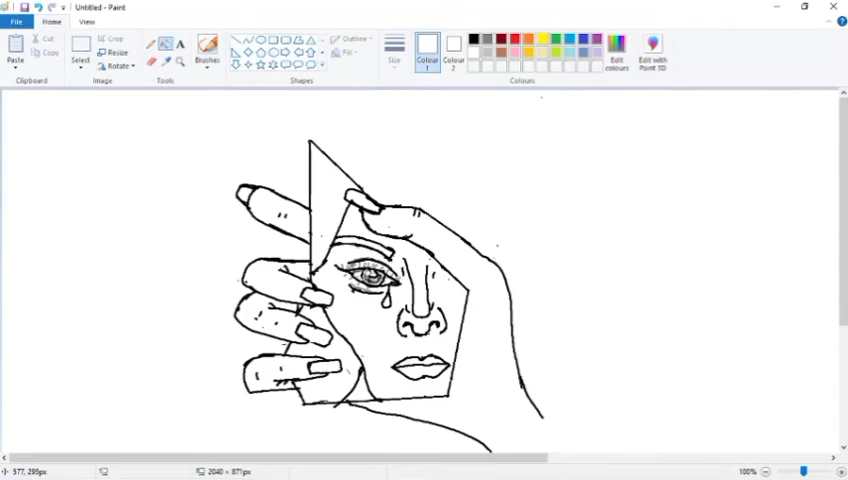 Untitled - Paint
File Home View
Paste
Cut
Copy
Clipboard
Select
Crop
Resize
Rotate
Image
Tools
Brushes
Outline
Fill
Shapes
Size
Colour 1
Colour 2
Edit colours
Edit with Paint 3D
Colours
577, 295px
2040 × 871px
100%